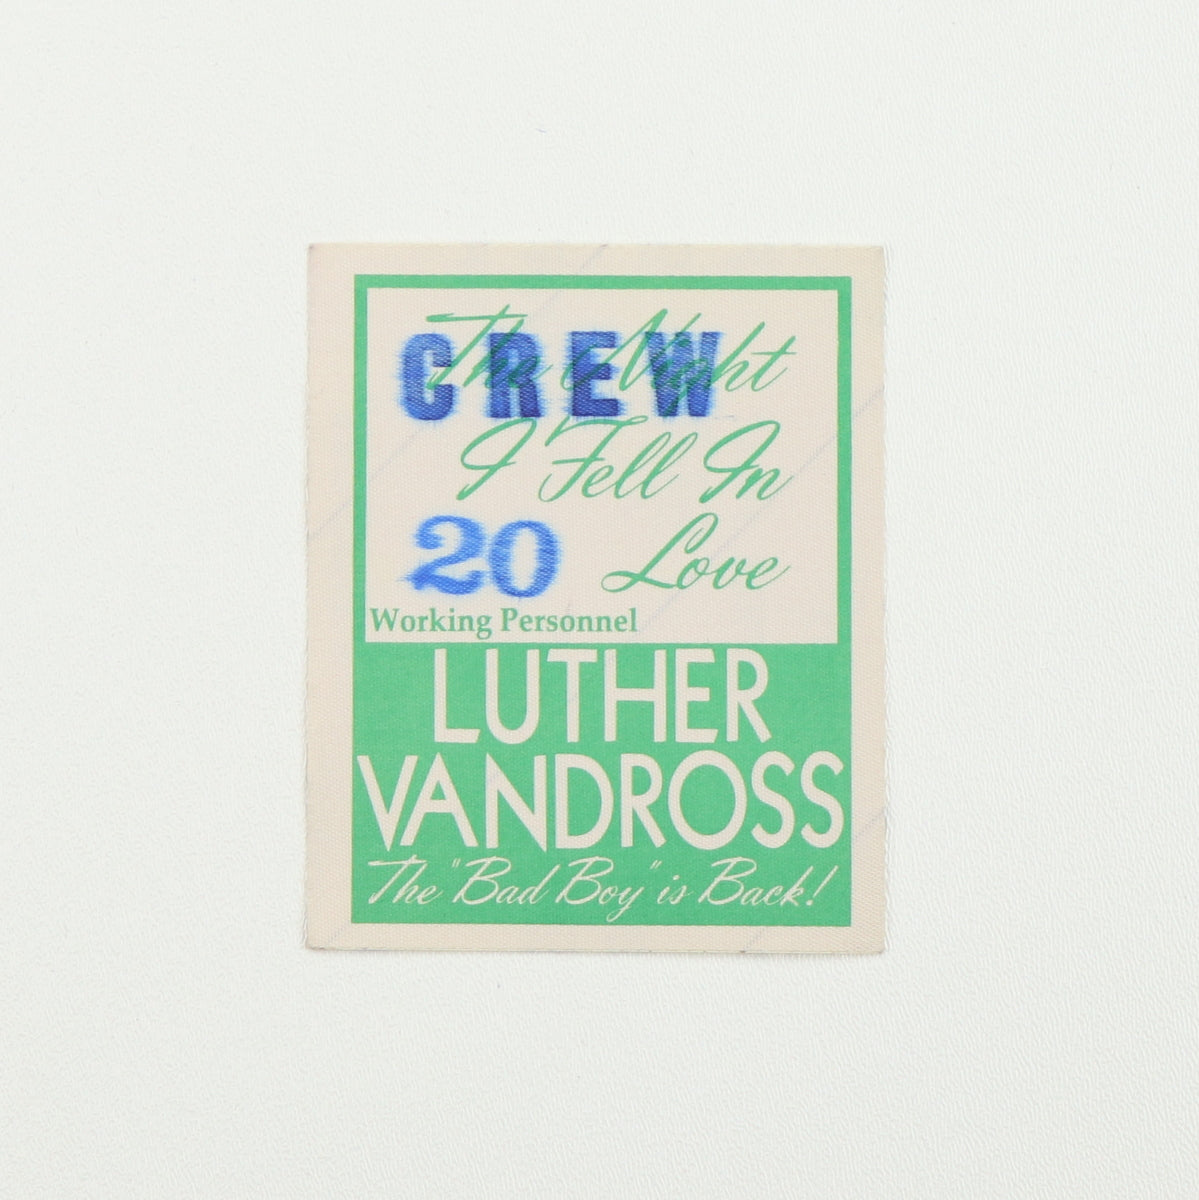 The Night
CREW
I Fell In
20
Love
Working Personnel
LUTHER
VANDROSS
The "Bad Boy" is Back!